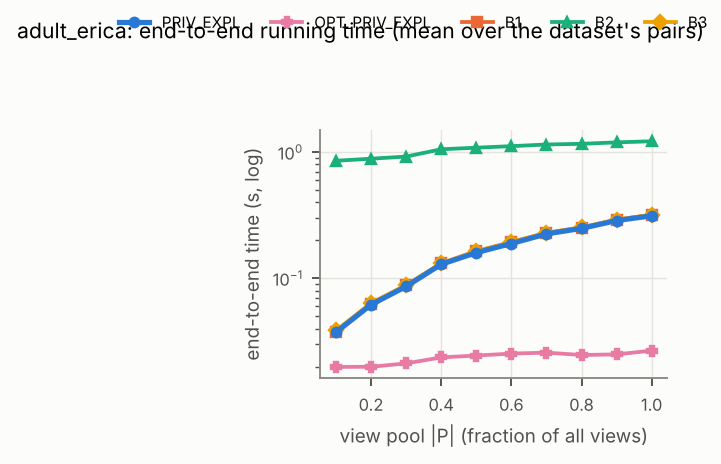 PRIV_EXPL OPT_PRIV_EXPL B1 B2 B3
adult_erica: end-to-end running time (mean over the dataset's pairs)
10⁰
10⁻¹
end-to-end time (s, log)
0.2 0.4 0.6 0.8 1.0
view pool |P| (fraction of all views)